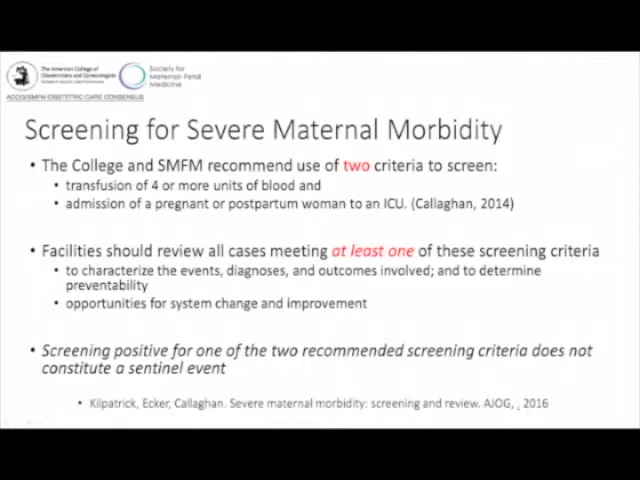 The American College of
Obstetricians and Gynecologists
Society for
Maternal-Fetal
Medicine
ACOG/SMFM OBSTETRIC CARE CONSENSUS
Screening for Severe Maternal Morbidity
• The College and SMFM recommend use of two criteria to screen:
• transfusion of 4 or more units of blood and
• admission of a pregnant or postpartum woman to an ICU. (Callaghan, 2014)
• Facilities should review all cases meeting at least one of these screening criteria
• to characterize the events, diagnoses, and outcomes involved; and to determine
preventability
• opportunities for system change and improvement
• Screening positive for one of the two recommended screening criteria does not
constitute a sentinel event
• Kilpatrick, Ecker, Callaghan. Severe maternal morbidity: screening and review. AJOG, , 2016